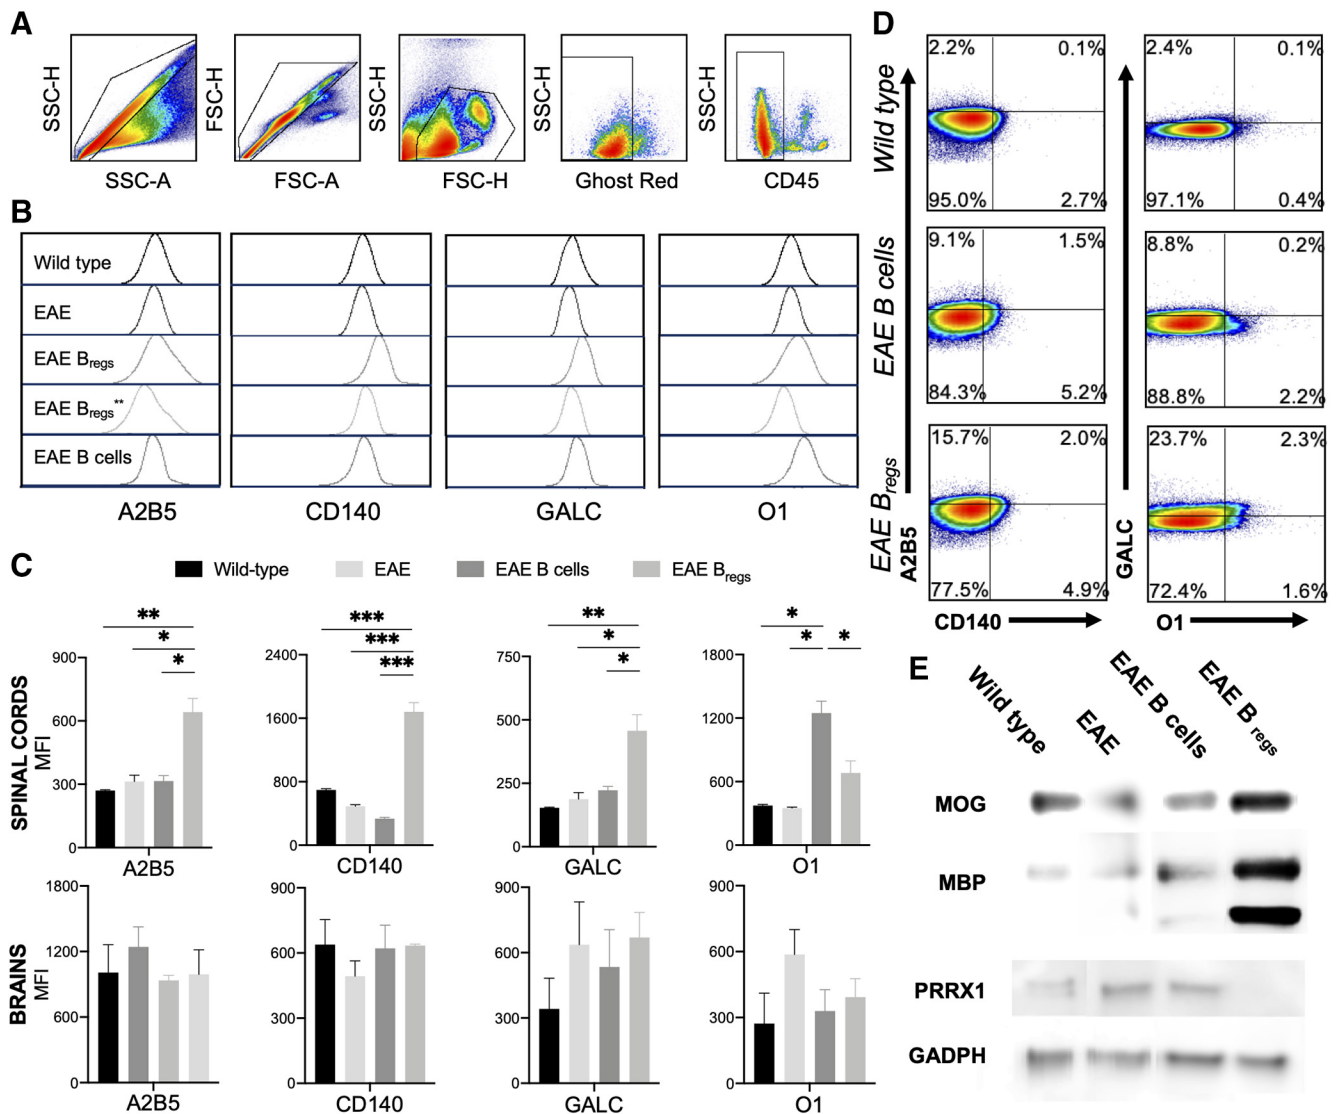 A
SSC-H
SSC-A
FSC-H
FSC-A
SSC-H
FSC-H
SSC-H
Ghost Red
SSC-H
CD45
B
Wild type
EAE
EAE Bregs
EAE Bregs**
EAE B cells
A2B5
CD140
GALC
O1
C
Wild-type
EAE
EAE B cells
EAE Bregs
SPINAL CORDS
MFI
**
*
*
900
600
300
0
A2B5
***
***
***
2400
1600
800
0
CD140
**
*
*
750
500
250
0
GALC
*
*
*
1800
1200
600
0
O1
BRAINS
MFI
1800
1200
600
0
A2B5
900
600
300
0
CD140
900
600
300
0
GALC
900
600
300
0
O1
D
Wild type
2.2%
0.1%
95.0%
2.7%
2.4%
0.1%
97.1%
0.4%
EAE B cells
9.1%
1.5%
84.3%
5.2%
8.8%
0.2%
88.8%
2.2%
EAE Bregs
15.7%
2.0%
77.5%
4.9%
23.7%
2.3%
72.4%
1.6%
A2B5
CD140
GALC
O1
E
Wild type
EAE
EAE B cells
EAE B regs
MOG
MBP
PRRX1
GADPH